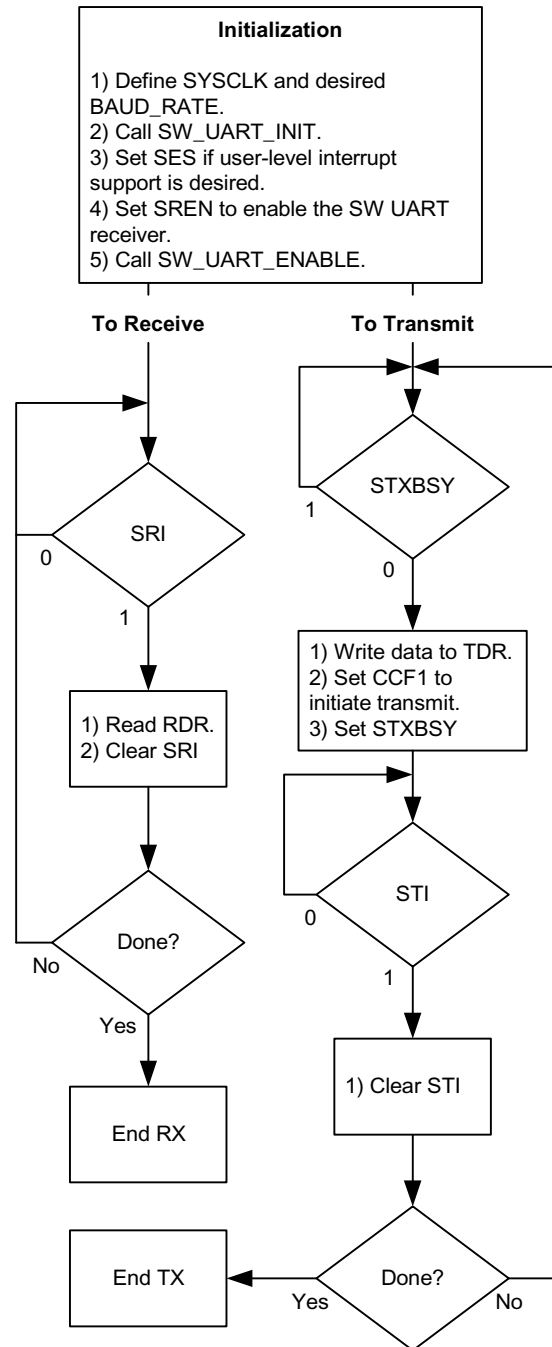 Initialization
1) Define SYSCLK and desired
BAUD_RATE.
2) Call SW_UART_INIT.
3) Set SES if user-level interrupt
support is desired.
4) Set SREN to enable the SW UART
receiver.
5) Call SW_UART_ENABLE.
To Receive
SRI
0
1
1) Read RDR.
2) Clear SRI
Done?
No
Yes
End RX
To Transmit
STXBSY
1
0
1) Write data to TDR.
2) Set CCF1 to
initiate transmit.
3) Set STXBSY
STI
0
1
1) Clear STI
Done?
Yes
No
End TX